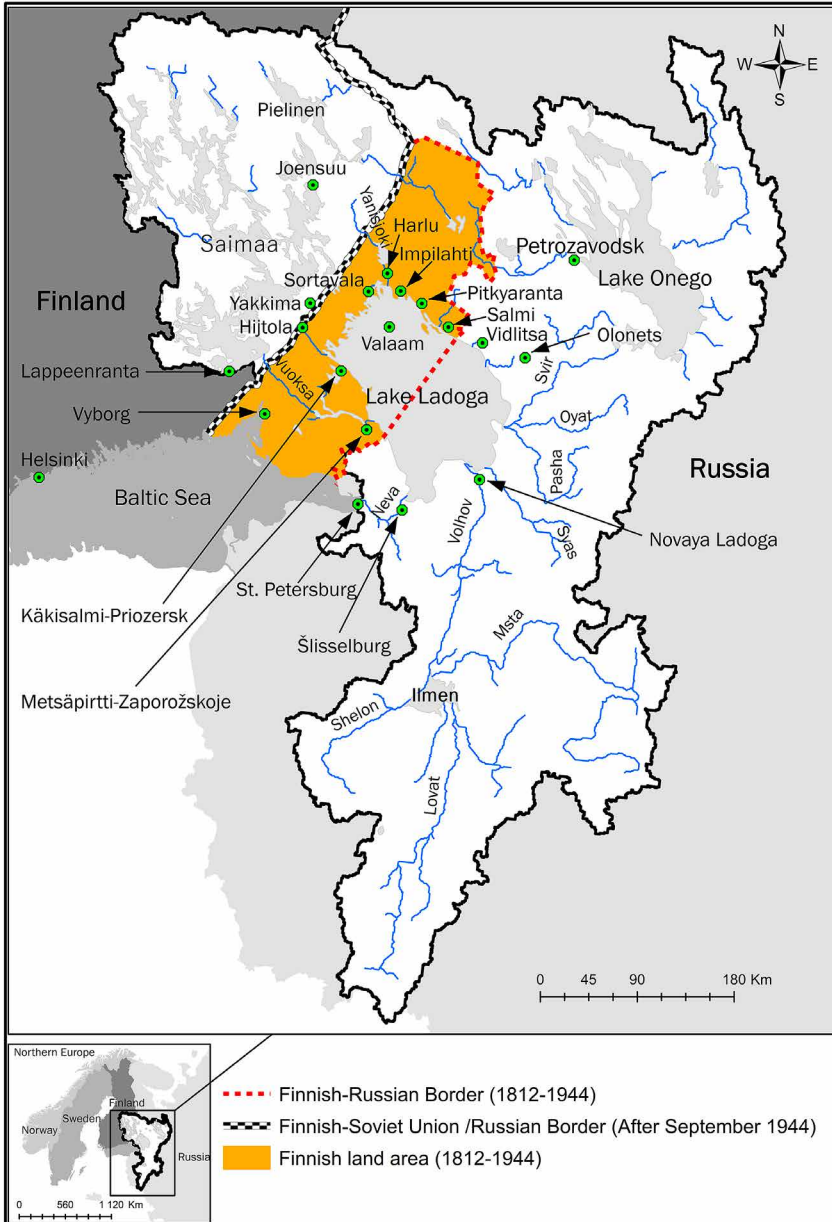 N
W E
S
Pielinen
Joensuu
Yanisjoki
Harlu
Saimaa
Impilahti
Petrozavodsk
Lake Onego
Sortavala
Finland
Yakkima
Pitkyaranta
Salmi
Hijtola
Valaam
Vidlitsa
Olonets
Svir
Lappeenranta
Vuoksa
Lake Ladoga
Vyborg
Oyat
Helsinki
Pasha
Russia
Baltic Sea
Neva
Volhov
Syas
Novaya Ladoga
St. Petersburg
Käkisalmi-Priozersk
Šlisselburg
Msta
Metsäpirtti-Zaporožskoje
Ilmen
Shelon
Lovat
0 45 90 180 Km
Northern Europe
Finland
Sweden
Norway
Russia
0 560 1 120 Km
Finnish-Russian Border (1812-1944)
Finnish-Soviet Union /Russian Border (After September 1944)
Finnish land area (1812-1944)